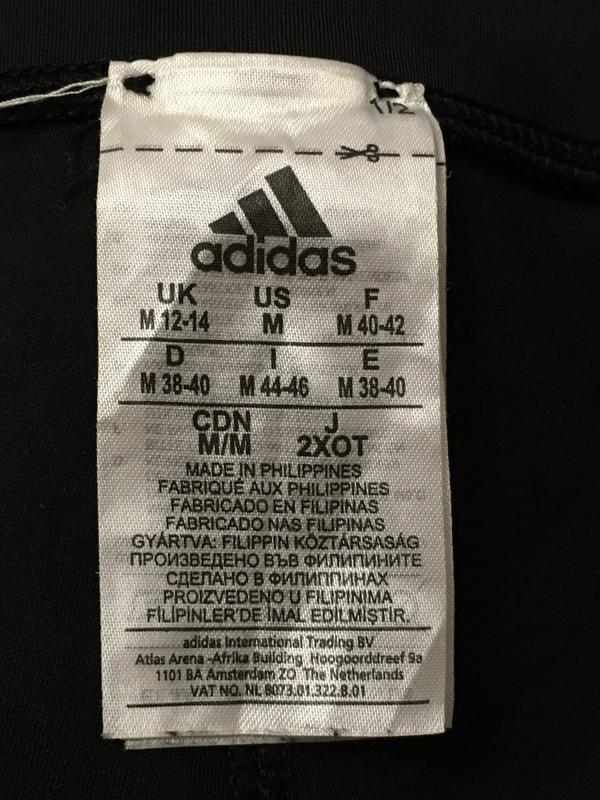 1/2
adidas
UK US F
M 12-14 M M 40-42
D I E
M 38-40 M 44-46 M 38-40
CDN J
M/M 2XOT
MADE IN PHILIPPINES
FABRIQUÉ AUX PHILIPPINES
FABRICADO EN FILIPINAS
FABRICADO NAS FILIPINAS
GYÁRTVA: FILIPPIN KÖZTÁRSASÁG
ПРОИЗВЕДЕНО ВЪВ ФИЛИПИНИТЕ
СДЕЛАНО В ФИЛИППИНАХ
PROIZVEDENO U FILIPINIMA
FİLİPİNLER'DE İMAL EDİLMİŞTİR.
adidas International Trading BV
Atlas Arena -Afrika Building Hoogoorddreef 9a
1101 BA Amsterdam ZO The Netherlands
VAT NO. NL 8073.01.322.B.01